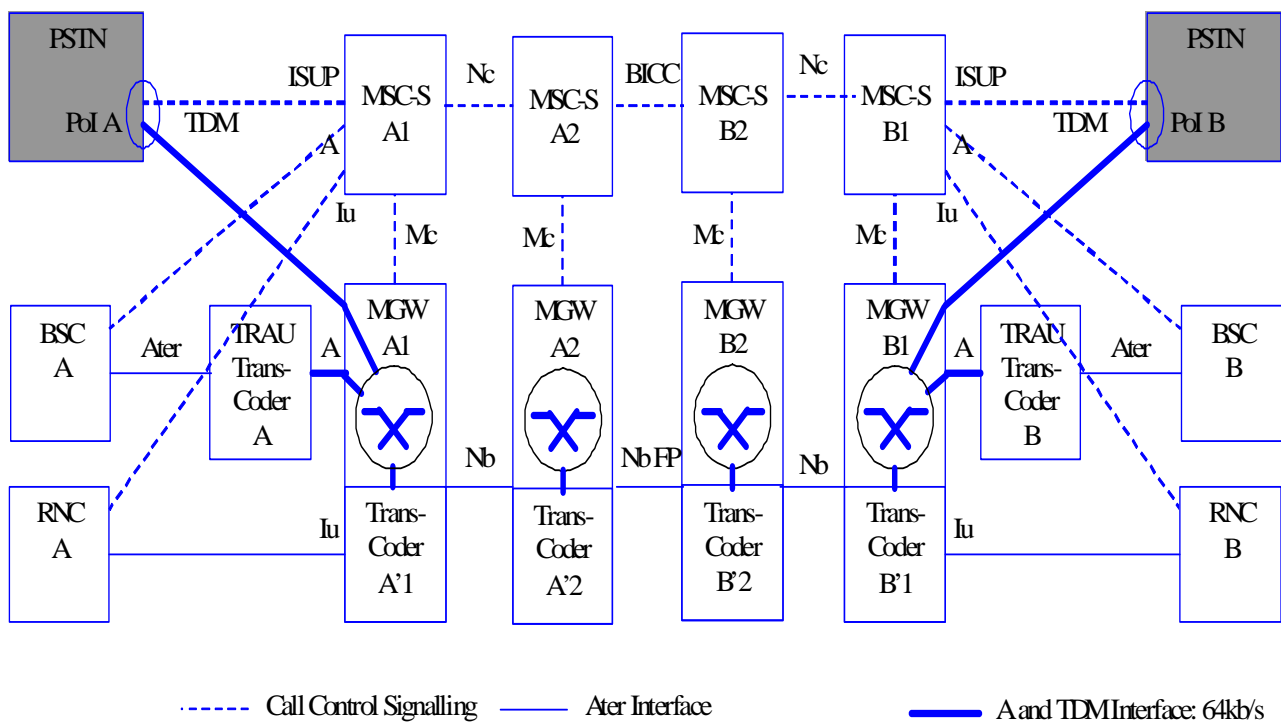 PSTN
PoI A
ISUP
TDM
A
Iu
MSC-S
A1
Nc
MSC-S
A2
BICC
MSC-S
B2
Nc
MSC-S
B1
ISUP
TDM
A
Iu
PSTN
PoI B
Mc
Mc
Mc
Mc
BSC
A
Ater
TRAU
Trans-
Coder
A
A
MGW
A1
MGW
A2
MGW
B2
MGW
B1
A
TRAU
Trans-
Coder
B
Ater
BSC
B
RNC
A
Iu
Trans-
Coder
A'1
Nb
Trans-
Coder
A'2
Nb FP
Trans-
Coder
B'2
Nb
Trans-
Coder
B'1
Iu
RNC
B
Call Control Signalling
Ater Interface
A and TDM Interface: 64kb/s